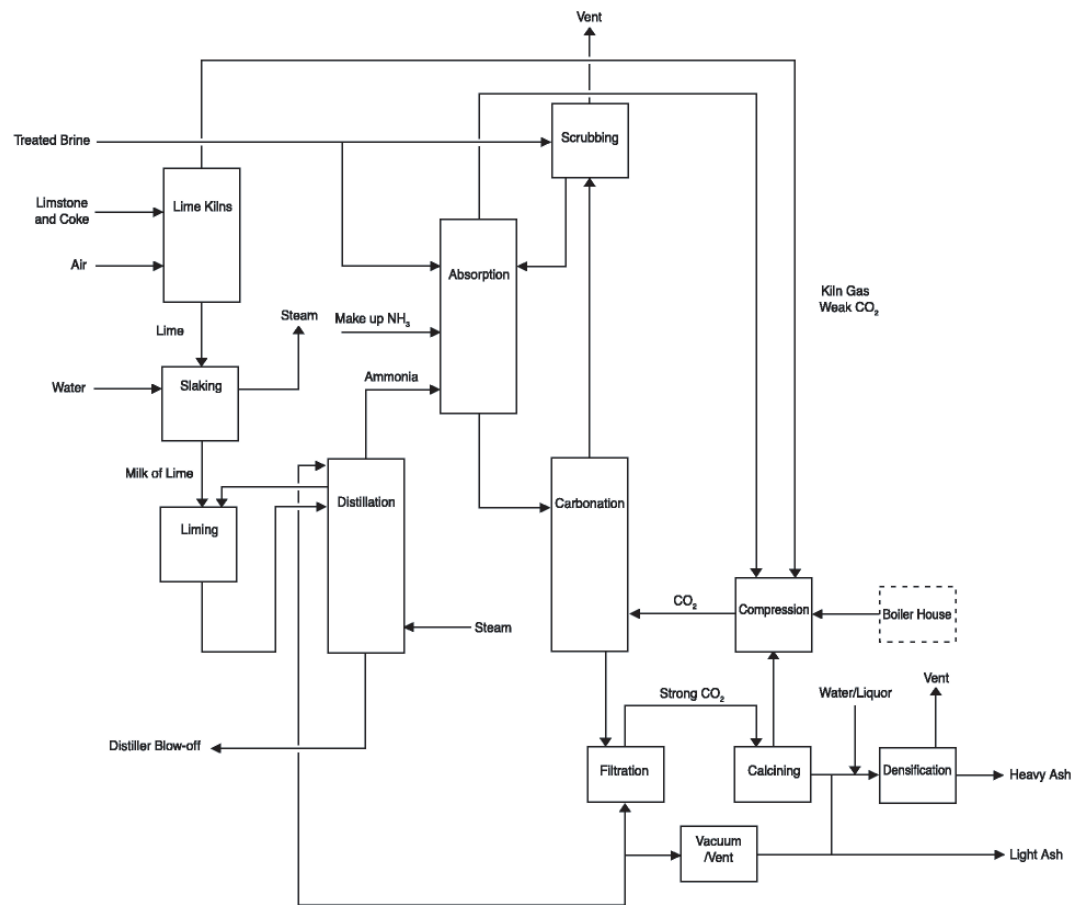 Vent
Treated Brine
Scrubbing
Limstone
and Coke
Lime Kilns
Air
Absorption
Kiln Gas
Weak CO₂
Lime
Steam
Make up NH₃
Water
Slaking
Ammonia
Milk of Lime
Distillation
Carbonation
Liming
CO₂
Compression
Boiler House
Steam
Strong CO₂
Water/Liquor
Vent
Distiller Blow-off
Filtration
Calcining
Densification
Heavy Ash
Vacuum
/Vent
Light Ash